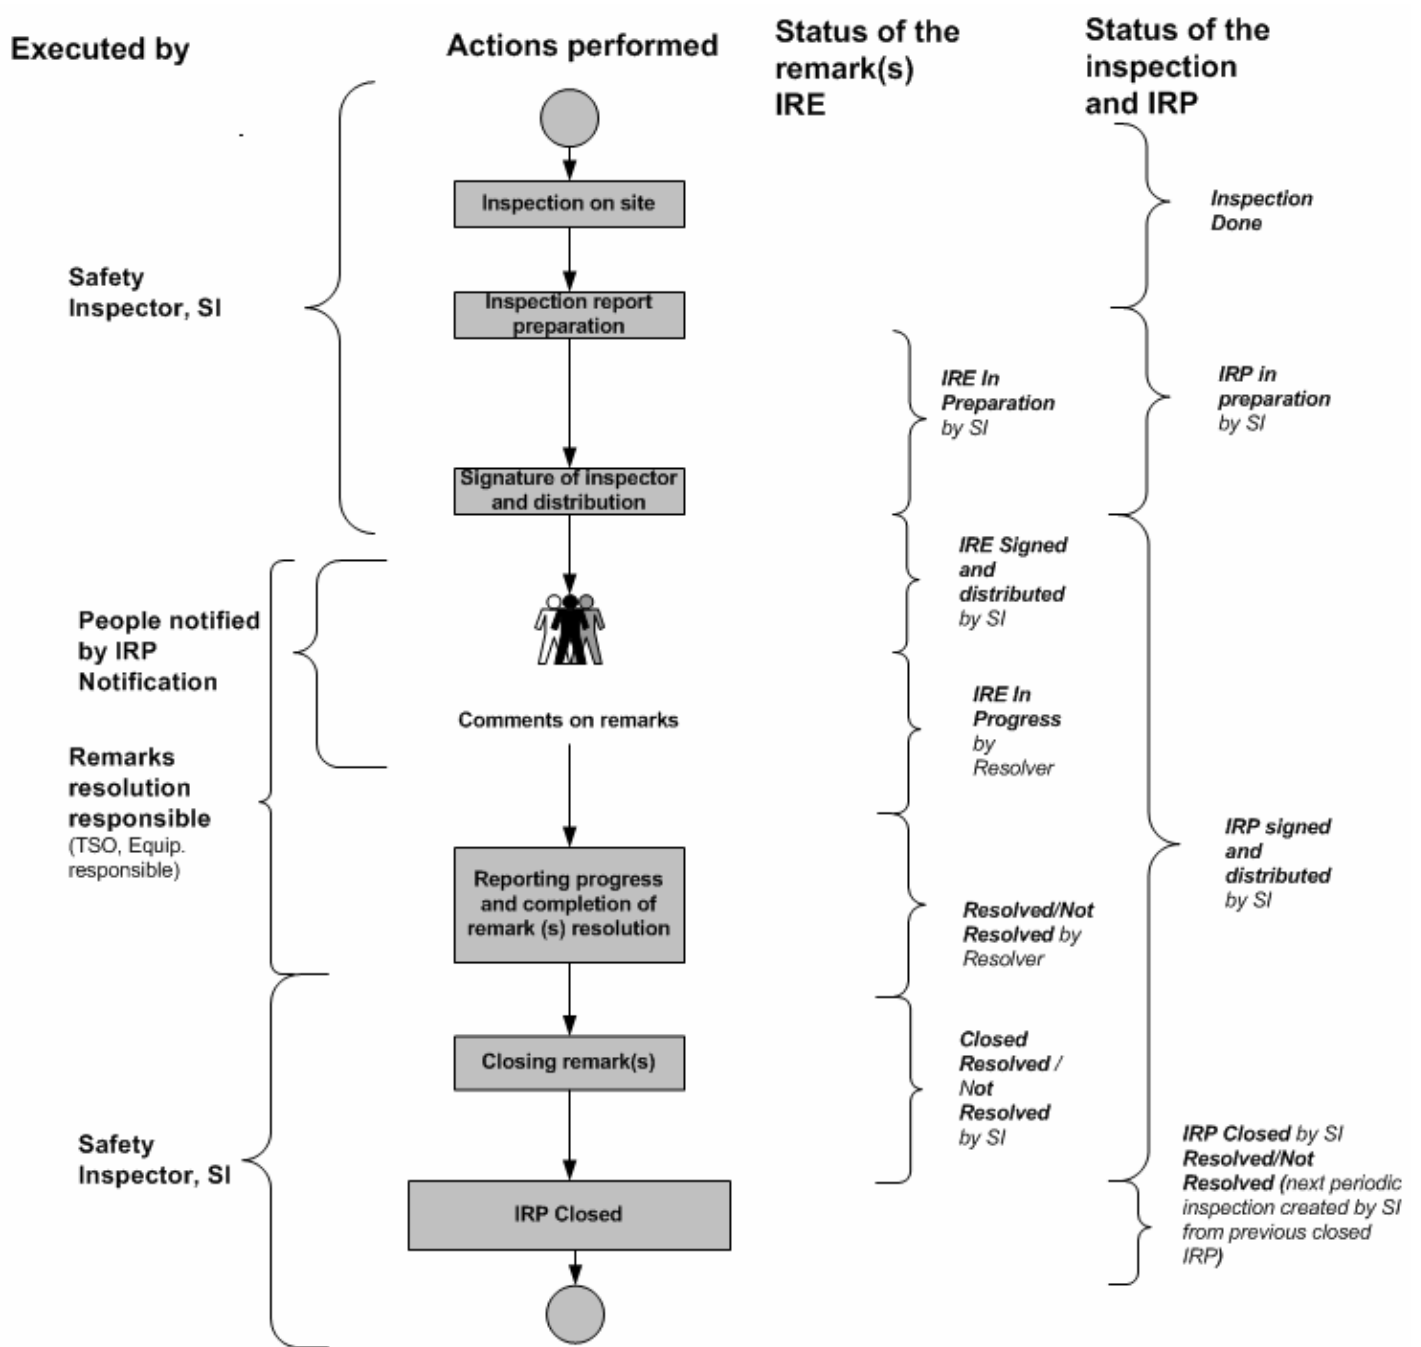 Executed by
Actions performed
Status of the
remark(s)
IRE
Status of the
inspection
and IRP
Safety
Inspector, SI
People notified
by IRP
Notification
Remarks
resolution
responsible
(TSO, Equip.
responsible)
Safety
Inspector, SI
Inspection on site
Inspection report
preparation
Signature of inspector
and distribution
Comments on remarks
Reporting progress
and completion of
remark (s) resolution
Closing remark(s)
IRP Closed
IRE In
Preparation
by SI
IRE Signed
and
distributed
by SI
IRE In
Progress
by
Resolver
Resolved/Not
Resolved by
Resolver
Closed
Resolved /
Not
Resolved
by SI
Inspection
Done
IRP in
preparation
by SI
IRP signed
and
distributed
by SI
IRP Closed by SI
Resolved/Not
Resolved (next periodic
inspection created by SI
from previous closed
IRP)